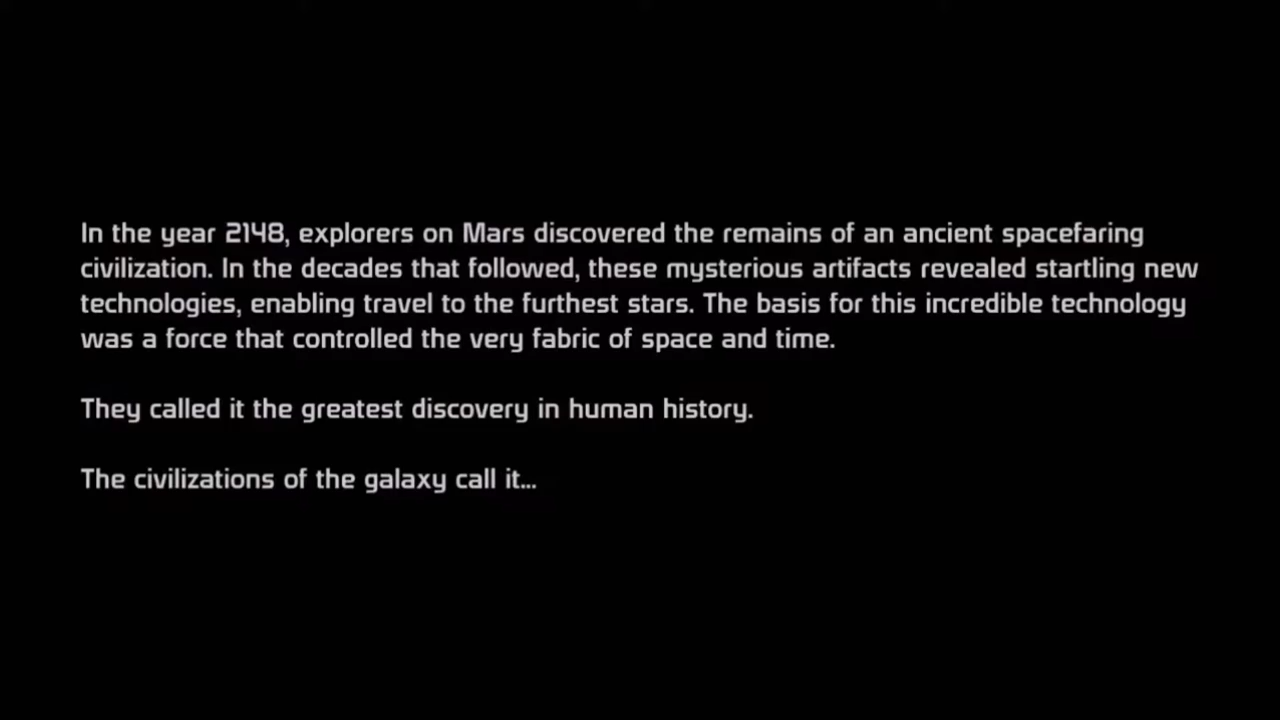 In the year 2148, explorers on Mars discovered the remains of an ancient spacefaring
civilization. In the decades that followed, these mysterious artifacts revealed startling new
technologies, enabling travel to the furthest stars. The basis for this incredible technology
was a force that controlled the very fabric of space and time.
They called it the greatest discovery in human history.
The civilizations of the galaxy call it...